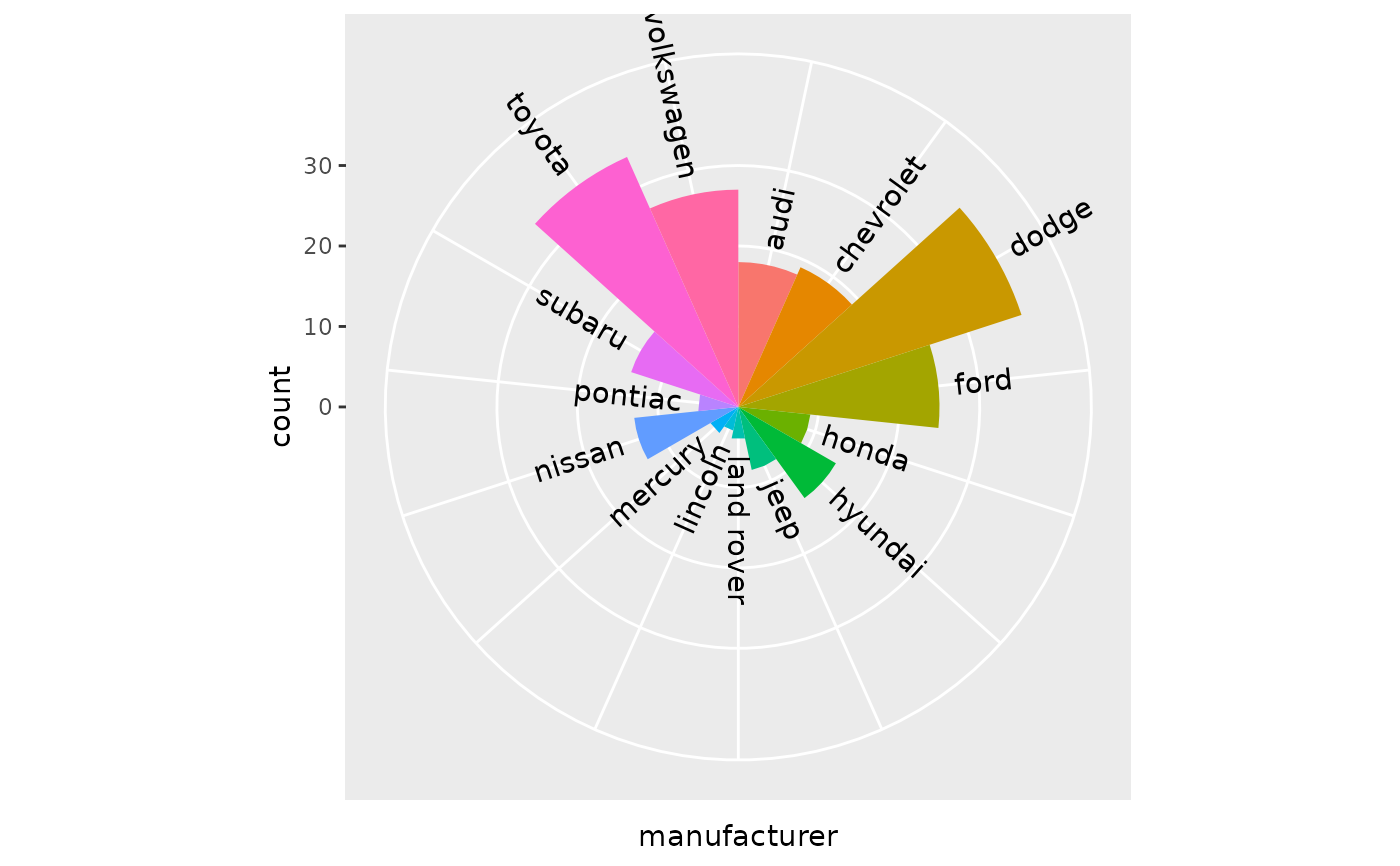 volkswagen
toyota
audi
chevrolet
dodge
30
20
10
0
count
subaru
pontiac
nissan
mercury
lincoln
land rover
jeep
hyundai
honda
ford
manufacturer